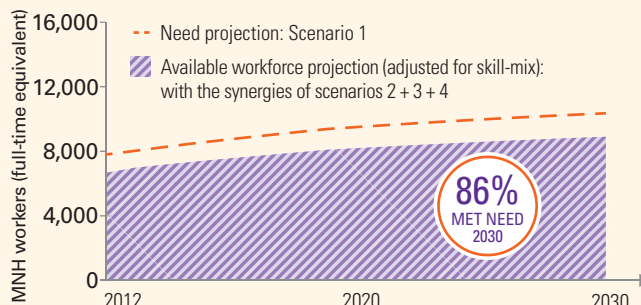 MNH workers (full-time equivalent)
16,000
12,000
8,000
4,000
0
Need projection: Scenario 1
Available workforce projection (adjusted for skill-mix):
with the synergies of scenarios 2 + 3 + 4
86%
MET NEED
2030
2012
2020
2030